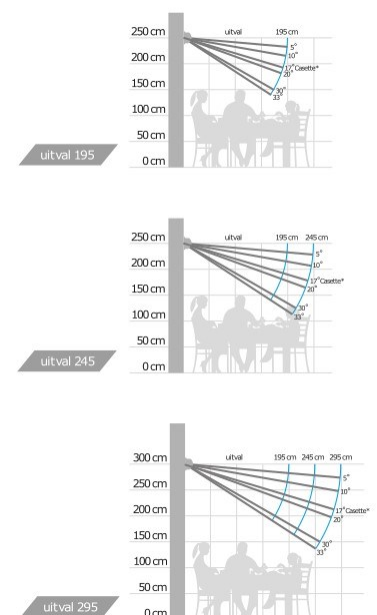 250 cm uitval 195 cm
5°
10°
200 cm 17°Casette*
20°
150 cm 30°
33°
100 cm
50 cm
uitval 195 0 cm
250 cm uitval 195 cm 245 cm
5°
200 cm 10°
17°Casette*
150 cm 20°
30°
100 cm 33°
50 cm
uitval 245 0 cm
300 cm uitval 195 cm 245 cm 295 cm
5°
250 cm 10°
200 cm 17°Casette*
20°
150 cm 30°
33°
100 cm
50 cm
uitval 295 0 cm